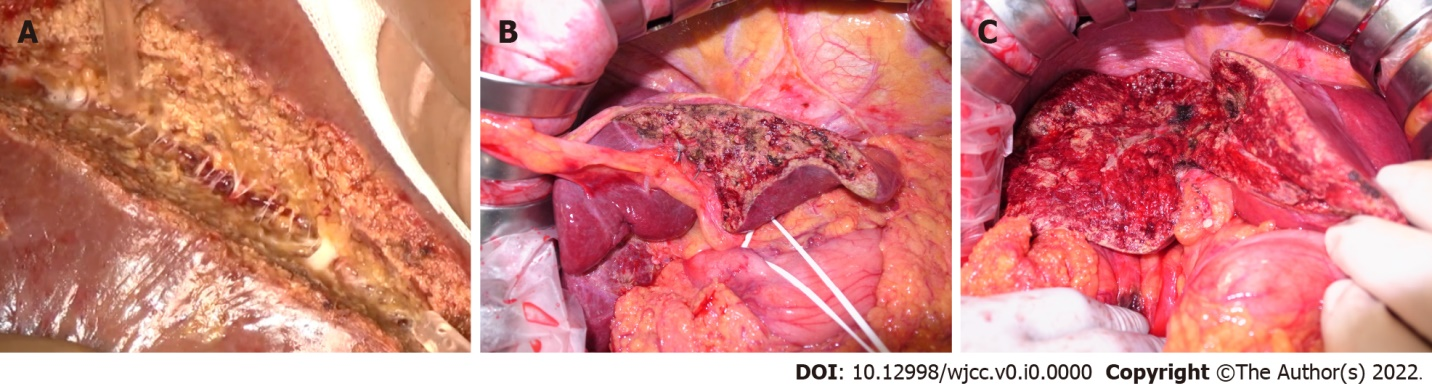 A
B
C
DOI: 10.12998/wjcc.v0.i0.0000 Copyright ©The Author(s) 2022.